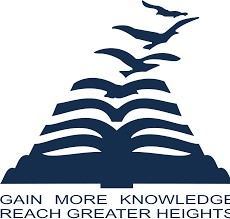 GAIN MORE KNOWLEDGE
REACH GREATER HEIGHTS